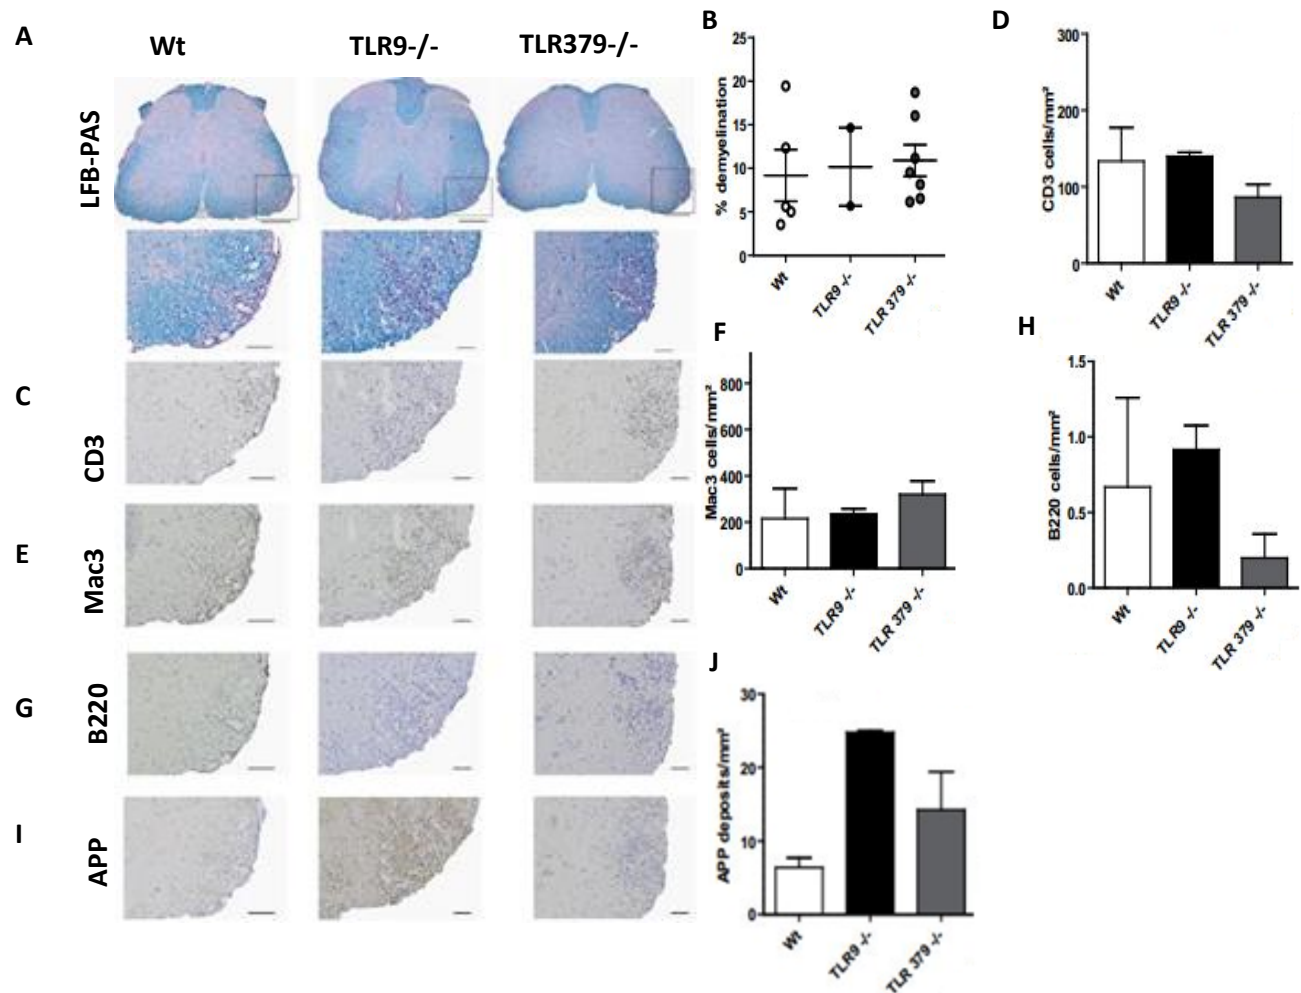 A
Wt
TLR9-/-
TLR379-/-
LFB-PAS
C
CD3
E
Mac3
G
B220
I
APP
B
% demyelination
25
20
15
10
5
0
Wt
TLR9 -/-
TLR 379 -/-
D
CD3 cells/mm²
300
200
100
0
Wt
TLR9 -/-
TLR 379 -/-
F
Mac3 cells/mm²
800
600
400
200
0
Wt
TLR9 -/-
TLR 379 -/-
H
B220 cells/mm²
1.5
1.0
0.5
0.0
Wt
TLR9 -/-
TLR 379 -/-
J
APP deposits/mm²
30
20
10
0
Wt
TLR9 -/-
TLR 379 -/-